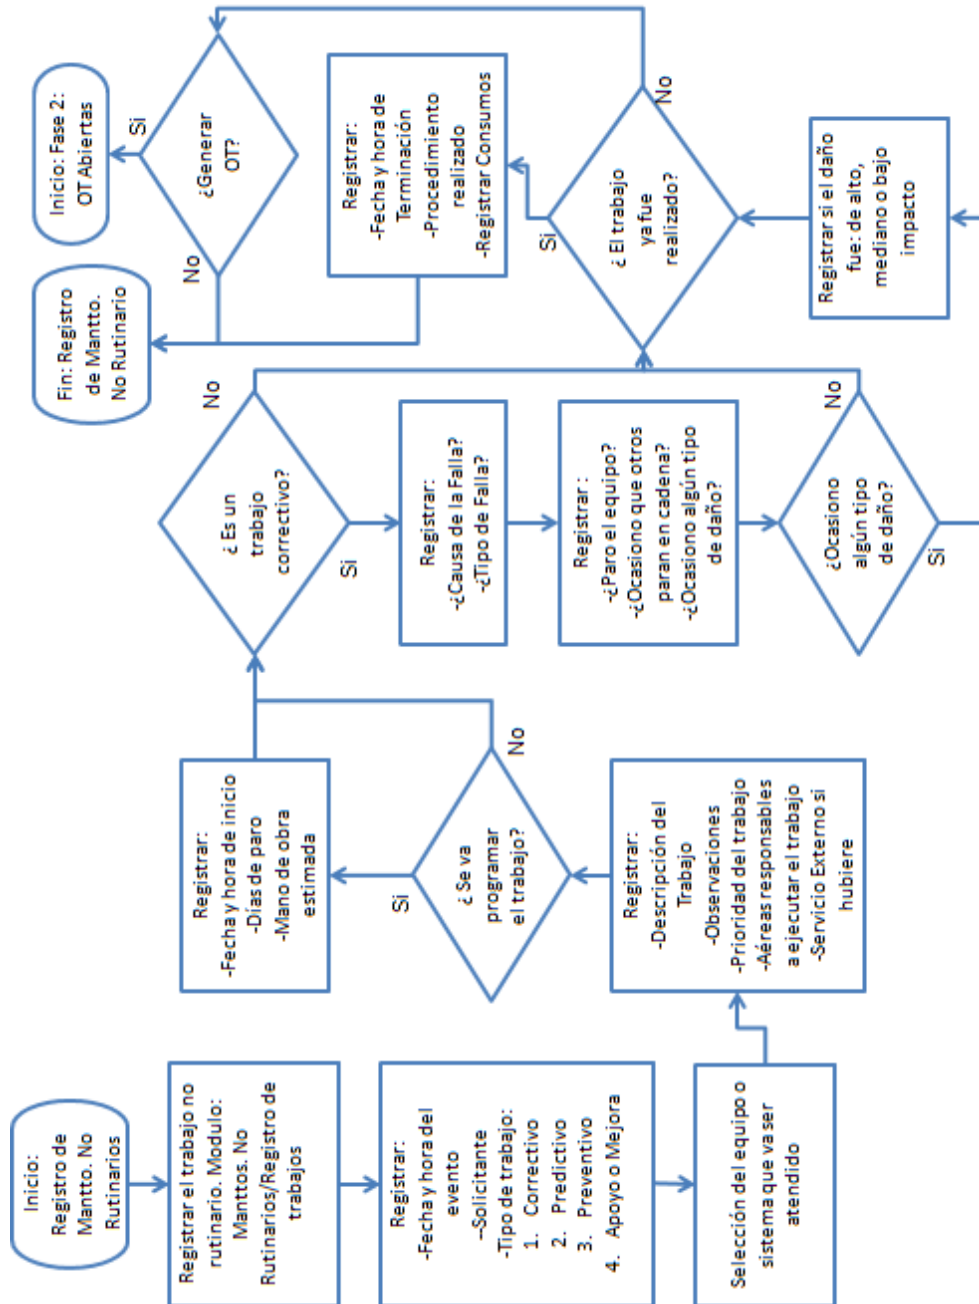 Inicio:
Registro de
Mantto. No
Rutinarios
Registrar el trabajo no
rutinario. Modulo:
Manttos. No
Rutinarios/Registro de
trabajos
Registrar:
-Fecha y hora del
evento
--Solicitante
-Tipo de trabajo:
1. Correctivo
2. Predictivo
3. Preventivo
4. Apoyo o Mejora
Selección del equipo o
sistema que va ser
atendido
Registrar:
-Descripción del
Trabajo
-Observaciones
-Prioridad del trabajo
-Aéreas responsables
a ejecutar el trabajo
-Servicio Externo si
hubiere
¿ Se va
programar
el trabajo?
Si
No
Registrar:
-Fecha y hora de inicio
-Días de paro
-Mano de obra
estimada
¿ Es un
trabajo
correctivo?
Si
No
Registrar:
-¿Causa de la Falla?
-¿Tipo de Falla?
Registrar :
-¿Paro el equipo?
-¿Ocasiono que otros
paran en cadena?
-¿Ocasiono algún tipo
de daño?
¿Ocasiono
algún tipo
de daño?
Si
No
Registrar si el daño
fue: de alto,
mediano o bajo
impacto
¿ El trabajo
ya fue
realizado?
Si
No
Registrar:
-Fecha y hora de
Terminación
-Procedimiento
realizado
-Registrar Consumos
¿Generar
OT?
Si
No
Inicio: Fase 2:
OT Abiertas
Fin: Registro
de Mantto.
No Rutinario